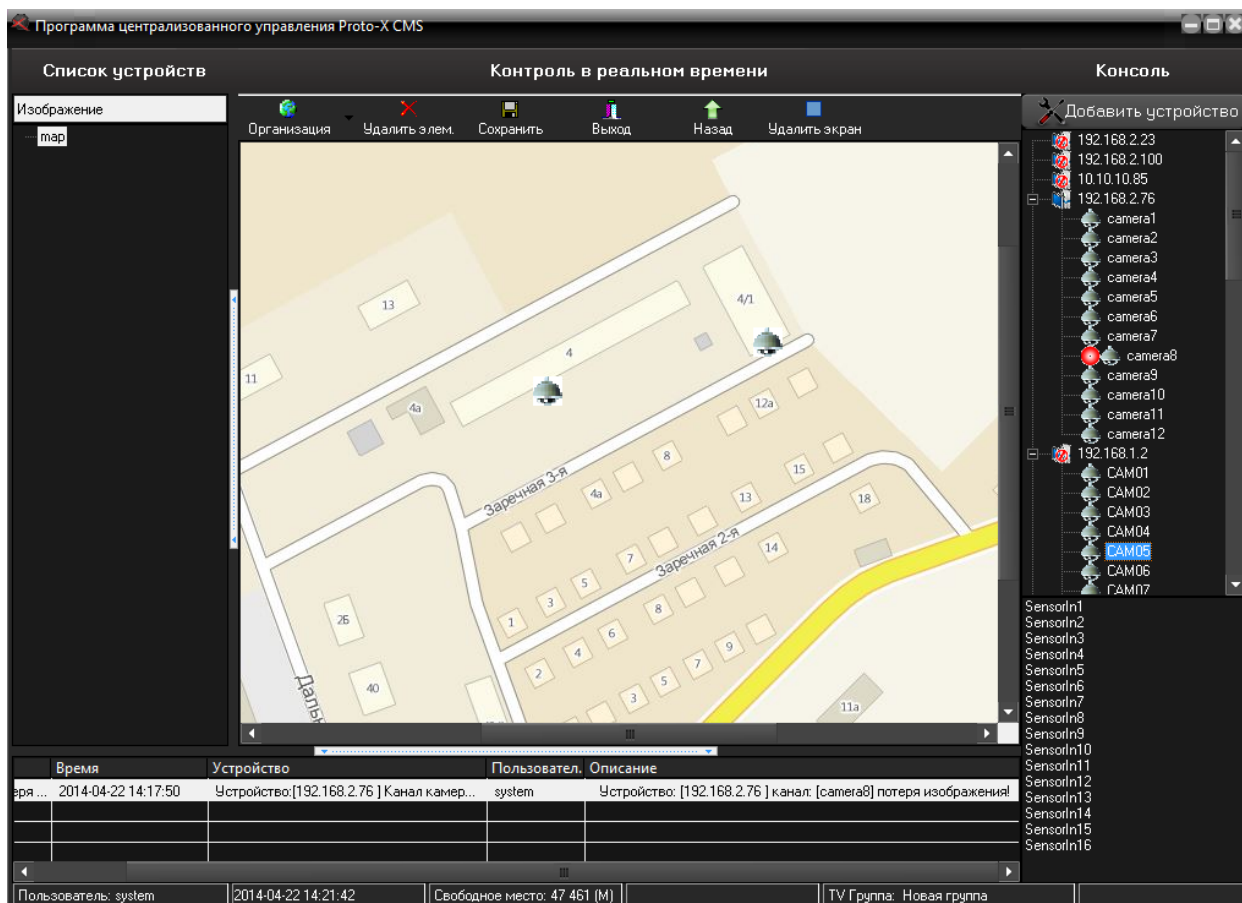 Программа централизованного управления Proto-X CMS
Список устройств
Контроль в реальном времени
Консоль
Изображение
map
Организация
Удалить элем.
Сохранить
Выход
Назад
Удалить экран
Добавить устройство
192.168.2.23
192.168.2.100
10.10.10.85
192.168.2.76
camera1
camera2
camera3
camera4
camera5
camera6
camera7
camera8
camera9
camera10
camera11
camera12
192.168.1.2
CAM01
CAM02
CAM03
CAM04
CAM05
CAM06
CAM07
SensorIn1
SensorIn2
SensorIn3
SensorIn4
SensorIn5
SensorIn6
SensorIn7
SensorIn8
SensorIn9
SensorIn10
SensorIn11
SensorIn12
SensorIn13
SensorIn14
SensorIn15
SensorIn16
13
4/1
4
11
4а
12а
8
4а
15
Заречная 3-я
13
18
7
Заречная 2-я
14
5
3
8
2Б
1
6
4
9
2
7
40
5
3
11а
Даль
Время
Устройство
Пользовател.
Описание
еря ...
2014-04-22 14:17:50
Устройство:[192.168.2.76 ] Канал камер...
system
Устройство: [192.168.2.76 ] канал: [camera8] потеря изображения!
Пользователь: system
2014-04-22 14:21:42
Свободное место: 47 461 (М)
TV Группа: Новая группа